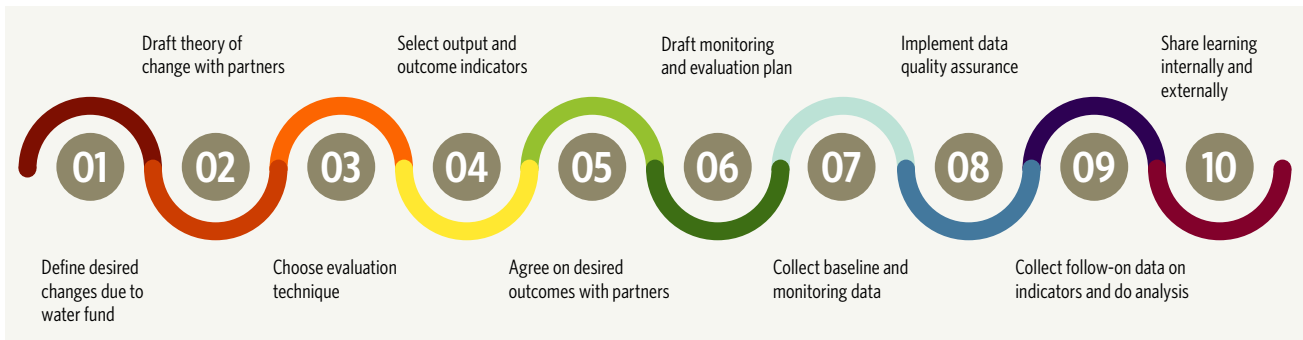 01
Define desired
changes due to
water fund
02
Draft theory of
change with partners
03
Choose evaluation
technique
04
Select output and
outcome indicators
05
Agree on desired
outcomes with partners
06
Draft monitoring
and evaluation plan
07
Collect baseline and
monitoring data
08
Implement data
quality assurance
09
Collect follow-on data on
indicators and do analysis
10
Share learning
internally and
externally